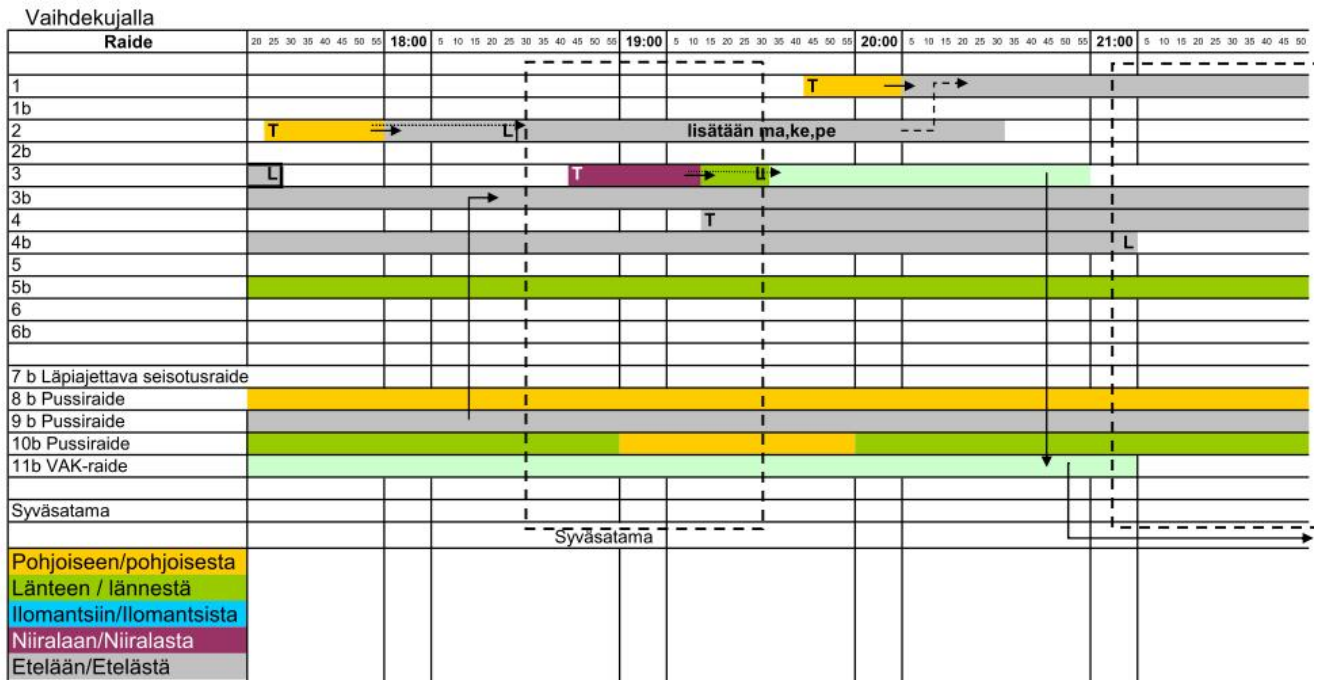 Vaihdekujalla
Raide 20 25 30 35 40 45 50 55 18:00 5 10 15 20 25 30 35 40 45 50 55 19:00 5 10 15 20 25 30 35 40 45 50 55 20:00 5 10 15 20 25 30 35 40 45 50 55 21:00 5 10 15 20 25 30 35 40 45 50
1 T
1b
2 T L lisätään ma,ke,pe
2b
3 L T
3b
4 T
4b L
5
5b
6
6b
7 b Läpiajettava seisotusraide
8 b Pussiraide
9 b Pussiraide
10b Pussiraide
11b VAK-raide
Syväsatama
Syväsatama
Pohjoiseen/pohjoisesta
Länteen / lännestä
Ilomantsiin/Ilomantsista
Niiralaan/Niiralasta
Etelään/Etelästä